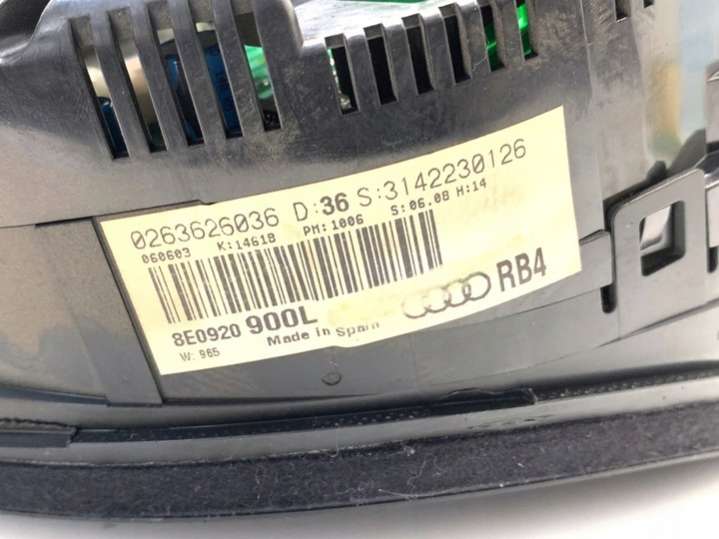 0263626036 D:36 S:3142230126
060603 K:1461B PM:1006 S:06.08 H:14
8E0920 900L RB4
Made in Spain
W: 965